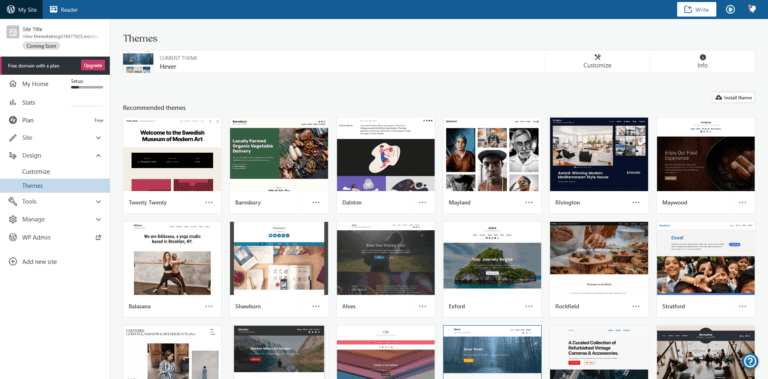 My Site
Reader
Write
Site Title
Coming Soon
Free domain with a plan
Upgrade
My Home
Setup
Stats
Plan
Free
Site
Design
Customize
Themes
Tools
Manage
WP Admin
Add new site
Themes
CURRENT THEME
Hever
Customize
Info
Install theme
Recommended themes
Welcome to the Swedish
Museum of Modern Art
Locally Farmed
Organic Vegetable
Delivery
Award-Winning Modern
Mediterranean Style House
Enjoy Our Food
Experience
Twenty Twenty
Barnsbury
Dalston
Mayland
Rivington
Maywood
We are Balasana, a yoga studio
based in Brooklyn, NY.
Your Journey Begins
Exoel
Balasana
Shawburn
Alves
Exford
Rockfield
Stratford
A Curated Collection of
Refurbished Vintage
Cameras & Accessories.